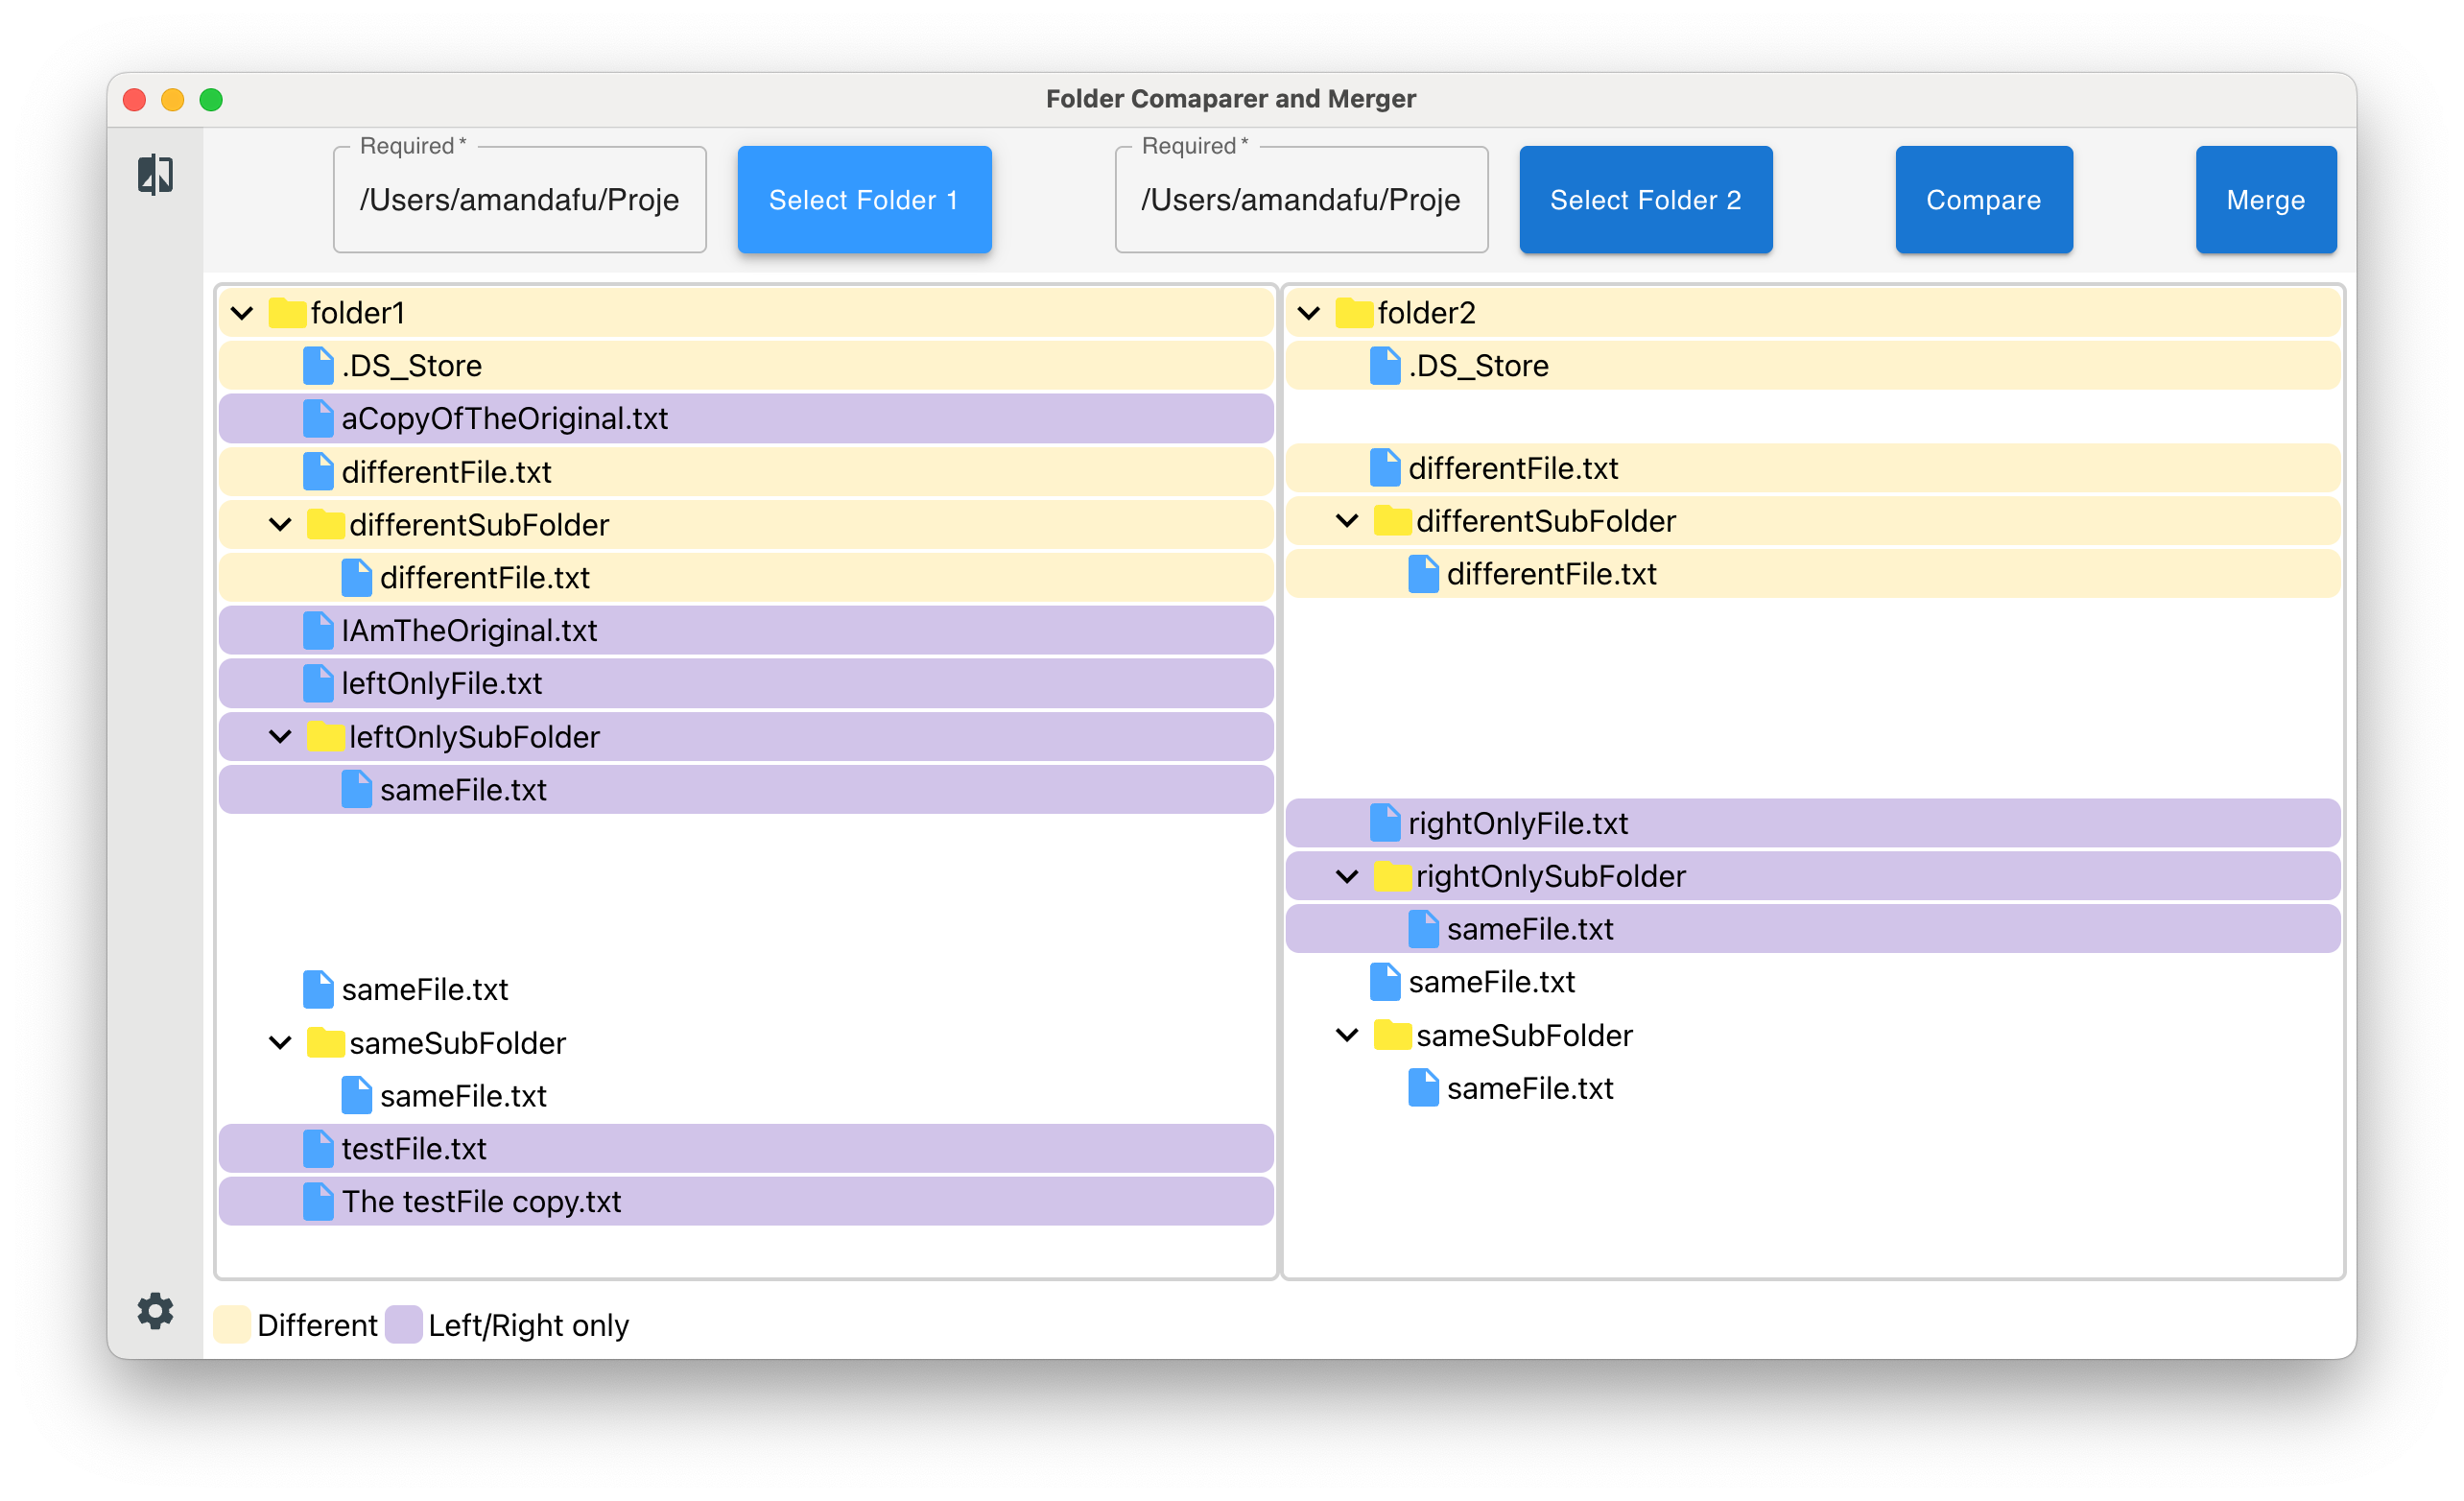 Folder Comaparer and Merger
Required *
/Users/amandafu/Proje
Select Folder 1
Required *
/Users/amandafu/Proje
Select Folder 2
Compare
Merge
folder1
.DS_Store
aCopyOfTheOriginal.txt
differentFile.txt
differentSubFolder
differentFile.txt
IAmTheOriginal.txt
leftOnlyFile.txt
leftOnlySubFolder
sameFile.txt
sameFile.txt
sameSubFolder
sameFile.txt
testFile.txt
The testFile copy.txt
folder2
.DS_Store
differentFile.txt
differentSubFolder
differentFile.txt
rightOnlyFile.txt
rightOnlySubFolder
sameFile.txt
sameFile.txt
sameSubFolder
sameFile.txt
Different
Left/Right only